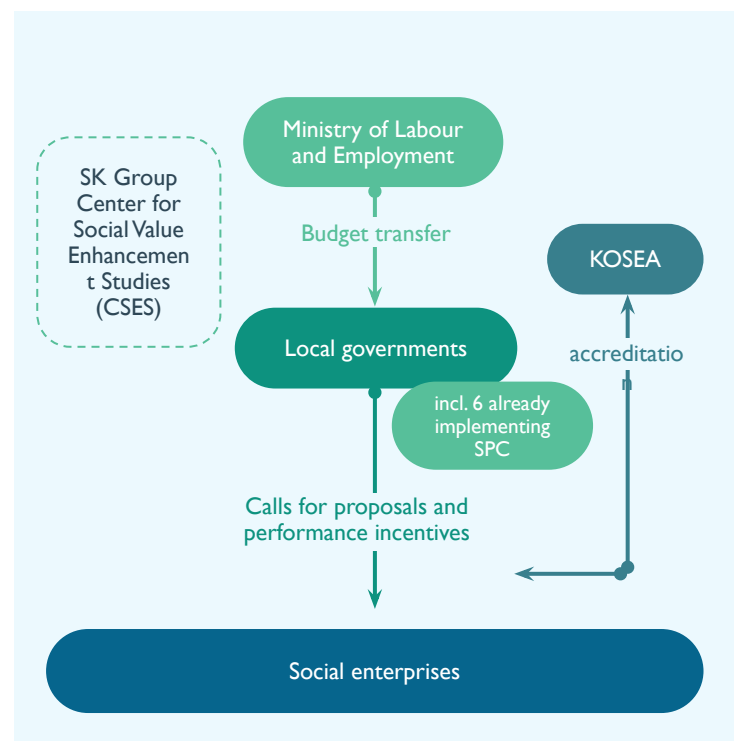 Ministry of Labour
and Employment
SK Group
Center for
Social Value
Enhancemen
t Studies
(CSES)
Budget transfer
KOSEA
Local governments
accreditatio
n
incl. 6 already
implementing
SPC
Calls for proposals and
performance incentives
Social enterprises